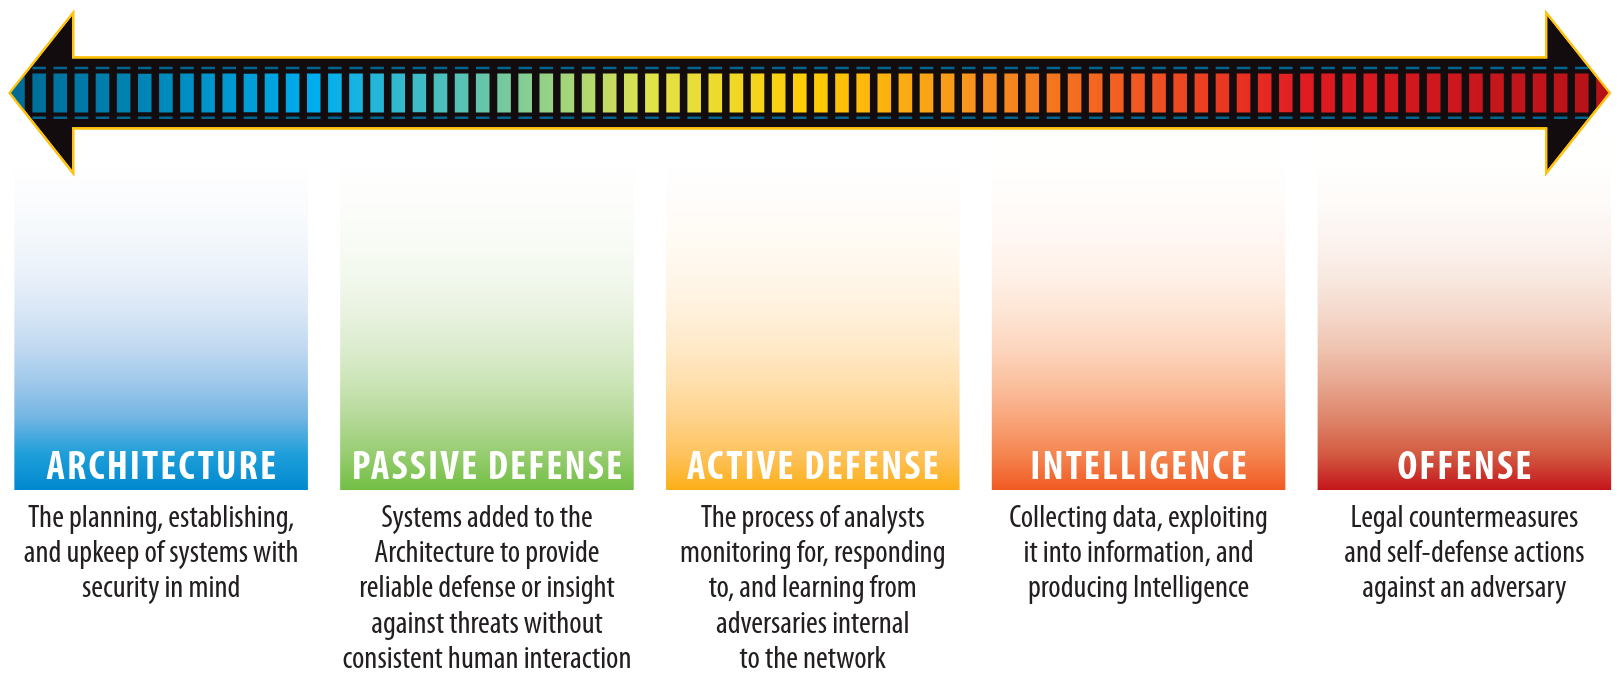 ARCHITECTURE
The planning, establishing,
and upkeep of systems with
security in mind
PASSIVE DEFENSE
Systems added to the
Architecture to provide
reliable defense or insight
against threats without
consistent human interaction
ACTIVE DEFENSE
The process of analysts
monitoring for, responding
to, and learning from
adversaries internal
to the network
INTELLIGENCE
Collecting data, exploiting
it into information, and
producing Intelligence
OFFENSE
Legal countermeasures
and self-defense actions
against an adversary